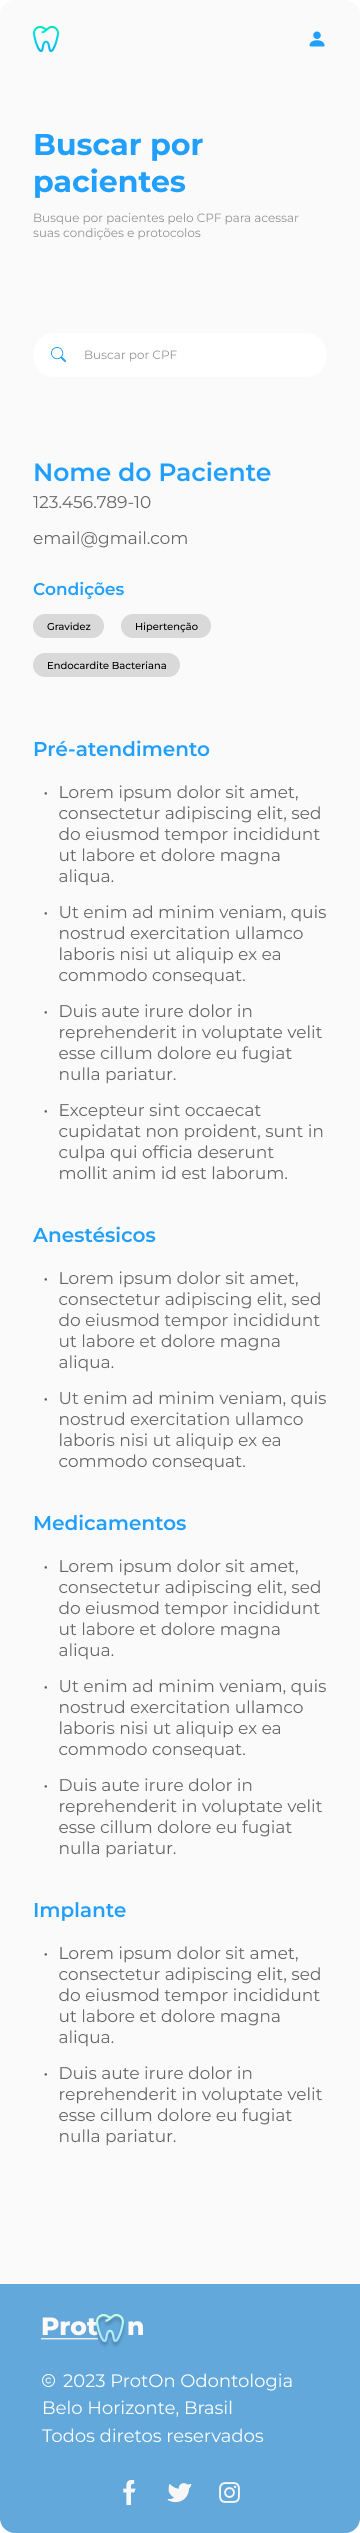 Buscar por
pacientes
Busque por pacientes pelo CPF para acessar
suas condições e protocolos
Buscar por CPF
Nome do Paciente
123.456.789-10
email@gmail.com
Condições
Gravidez
Hipertenção
Endocardite Bacteriana
Pré-atendimento
• Lorem ipsum dolor sit amet,
consectetur adipiscing elit, sed
do eiusmod tempor incididunt
ut labore et dolore magna
aliqua.
• Ut enim ad minim veniam, quis
nostrud exercitation ullamco
laboris nisi ut aliquip ex ea
commodo consequat.
• Duis aute irure dolor in
reprehenderit in voluptate velit
esse cillum dolore eu fugiat
nulla pariatur.
• Excepteur sint occaecat
cupidatat non proident, sunt in
culpa qui officia deserunt
mollit anim id est laborum.
Anestésicos
• Lorem ipsum dolor sit amet,
consectetur adipiscing elit, sed
do eiusmod tempor incididunt
ut labore et dolore magna
aliqua.
• Ut enim ad minim veniam, quis
nostrud exercitation ullamco
laboris nisi ut aliquip ex ea
commodo consequat.
Medicamentos
• Lorem ipsum dolor sit amet,
consectetur adipiscing elit, sed
do eiusmod tempor incididunt
ut labore et dolore magna
aliqua.
• Ut enim ad minim veniam, quis
nostrud exercitation ullamco
laboris nisi ut aliquip ex ea
commodo consequat.
• Duis aute irure dolor in
reprehenderit in voluptate velit
esse cillum dolore eu fugiat
nulla pariatur.
Implante
• Lorem ipsum dolor sit amet,
consectetur adipiscing elit, sed
do eiusmod tempor incididunt
ut labore et dolore magna
aliqua.
• Duis aute irure dolor in
reprehenderit in voluptate velit
esse cillum dolore eu fugiat
nulla pariatur.
ProtOn
© 2023 ProtOn Odontologia
Belo Horizonte, Brasil
Todos diretos reservados